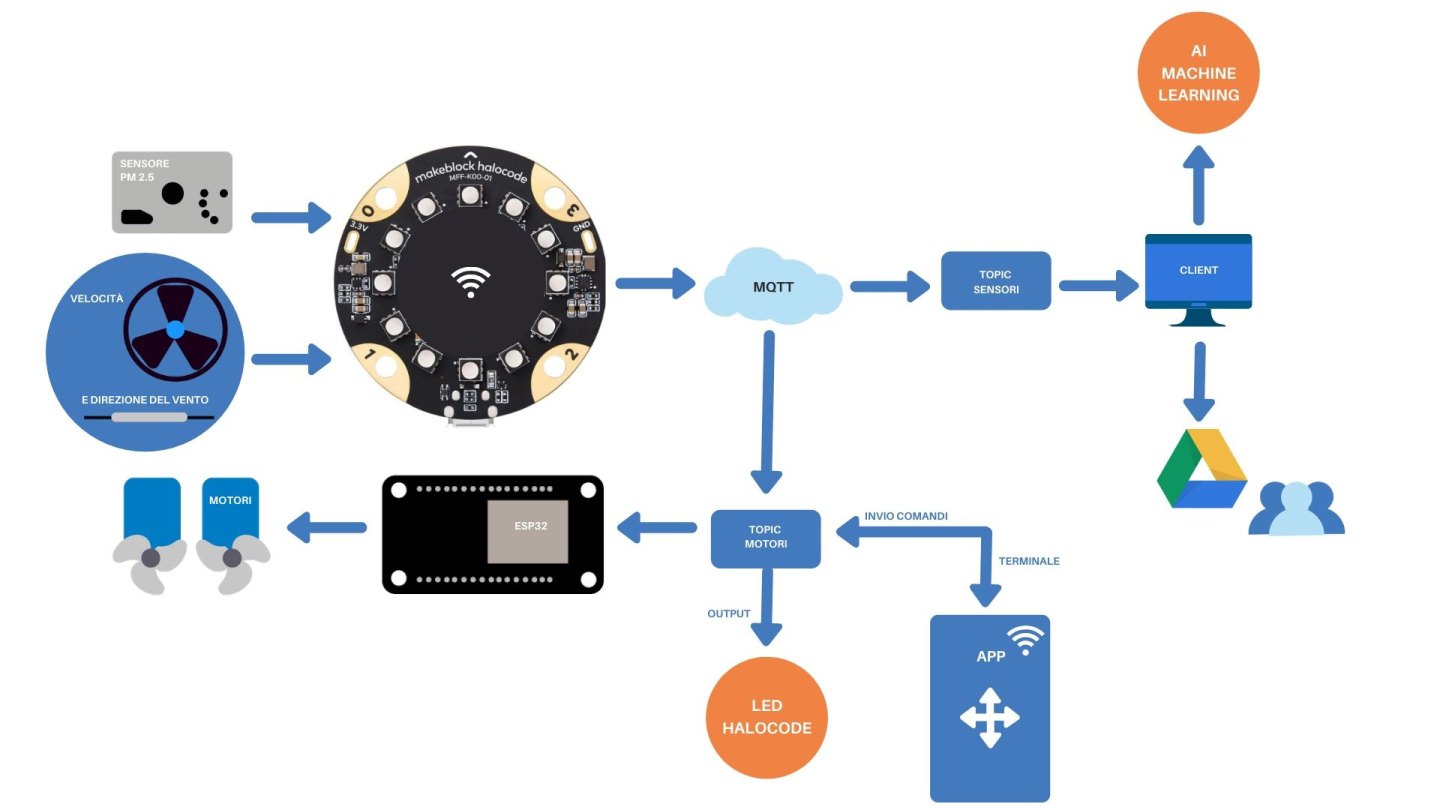 AI
MACHINE
LEARNING
SENSORE
PM 2.5
makeblock halocode
MFF-K00-01
0
3
3.3V
GND
1
2
VELOCITÀ
E DIREZIONE DEL VENTO
MQTT
TOPIC
SENSORI
CLIENT
MOTORI
ESP32
TOPIC
MOTORI
INVIO COMANDI
TERMINALE
OUTPUT
APP
LED
HALOCODE